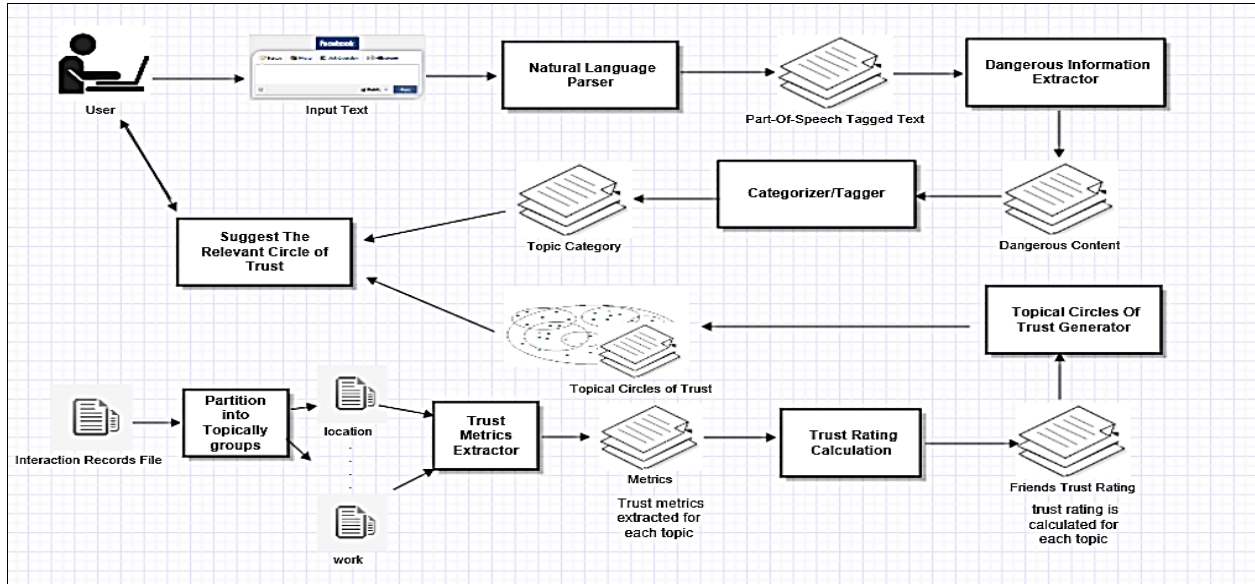 facebook
Natural Language
Parser
Dangerous Information
Extractor
User
Input Text
Part-Of-Speech Tagged Text
Categorizer/Tagger
Suggest The
Relevant Circle of
Trust
Topic Category
Dangerous Content
Topical Circles Of
Trust Generator
Topical Circles of Trust
Partition
into
Topically
groups
location
Trust
Metrics
Extractor
Trust Rating
Calculation
Interaction Records File
Metrics
Friends Trust Rating
Trust metrics
extracted for
each topic
trust rating is
calculated for
each topic
work